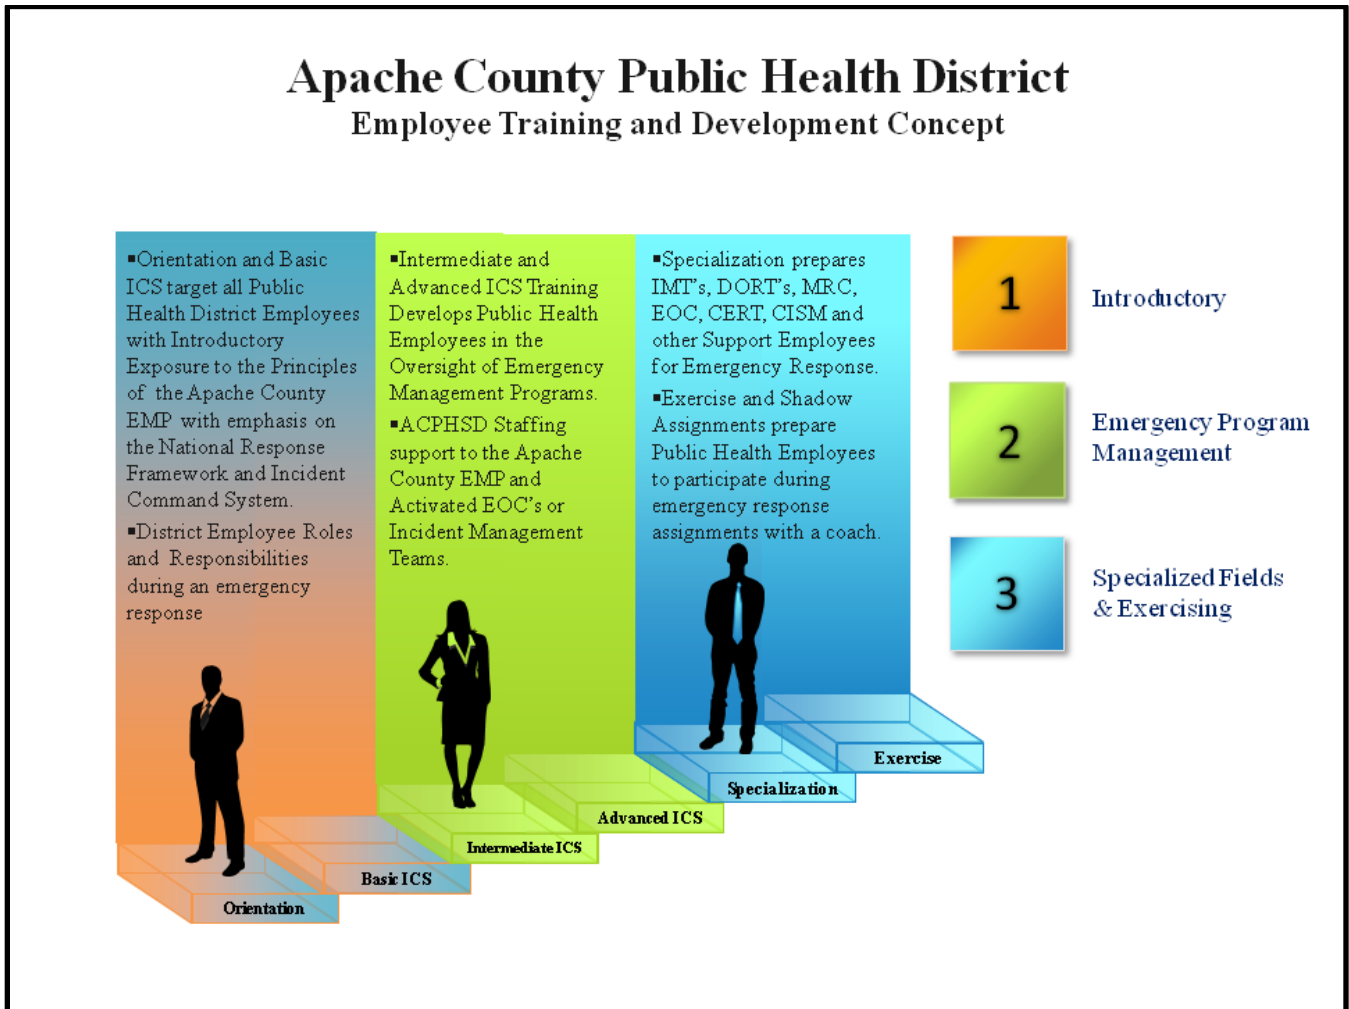 Apache County Public Health District
Employee Training and Development Concept
▪Orientation and Basic
ICS target all Public
Health District Employees
with Introductory
Exposure to the Principles
of the Apache County
EMP with emphasis on
the National Response
Framework and Incident
Command System.
▪District Employee Roles
and Responsibilities
during an emergency
response
▪Intermediate and
Advanced ICS Training
Develops Public Health
Employees in the
Oversight of Emergency
Management Programs.
▪ACPHSD Staffing
support to the Apache
County EMP and
Activated EOC's or
Incident Management
Teams.
▪Specialization prepares
IMT's, DORT's, MRC,
EOC, CERT, CISM and
other Support Employees
for Emergency Response.
▪Exercise and Shadow
Assignments prepare
Public Health Employees
to participate during
emergency response
assignments with a coach.
1
Introductory
2
Emergency Program
Management
3
Specialized Fields
& Exercising
Exercise
Specialization
Advanced ICS
Intermediate ICS
Basic ICS
Orientation